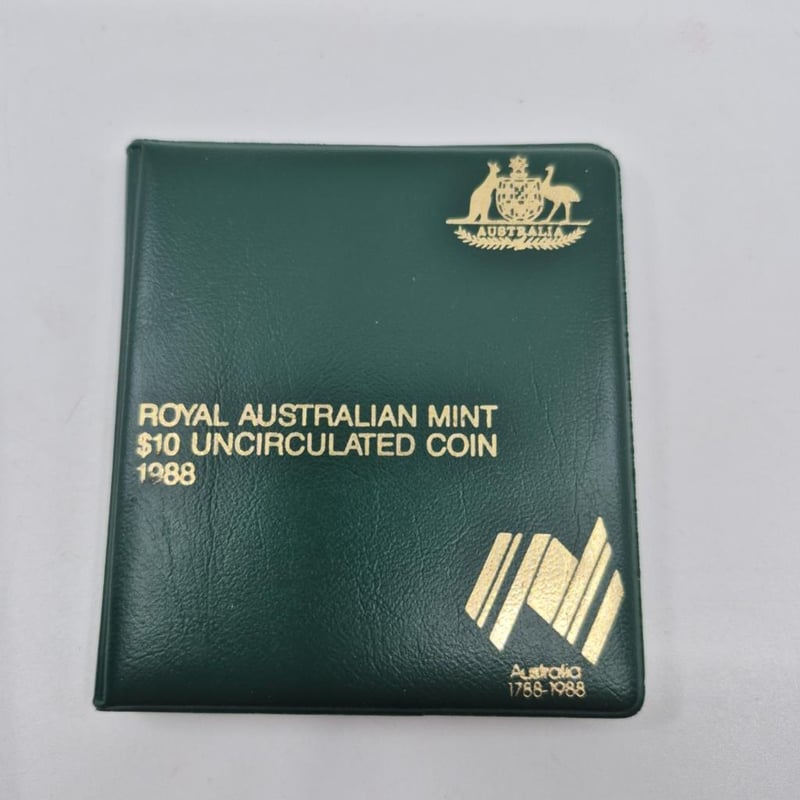 AUSTRALIA
ROYAL AUSTRALIAN MINT
$10 UNCIRCULATED COIN
1988
Australia
1788-1988